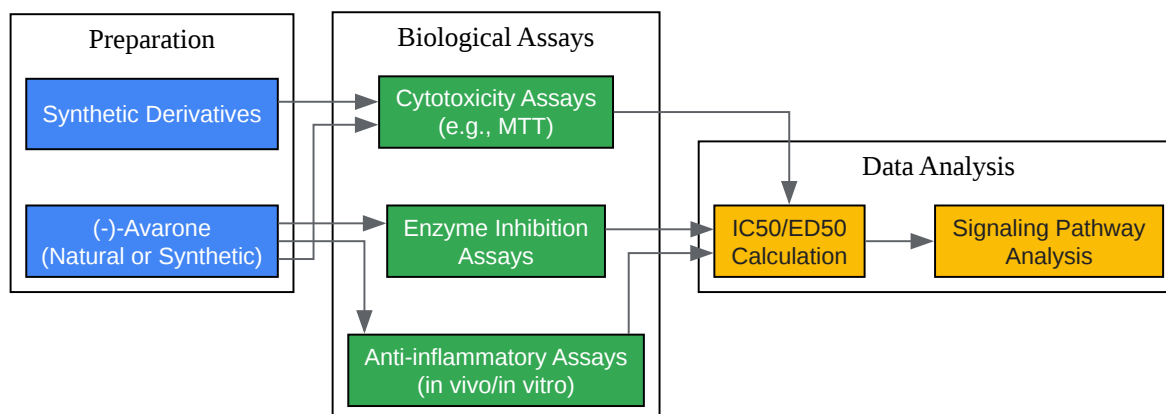 Preparation
Synthetic Derivatives
(-)-Avarone
(Natural or Synthetic)
Biological Assays
Cytotoxicity Assays
(e.g., MTT)
Enzyme Inhibition
Assays
Anti-inflammatory Assays
(in vivo/in vitro)
Data Analysis
IC50/ED50
Calculation
Signaling Pathway
Analysis